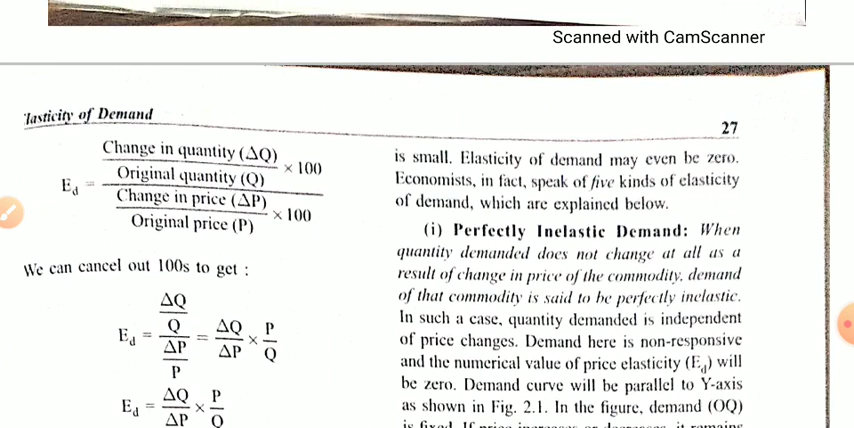 Scanned with CamScanner
lasticity of Demand
27
E_d = (Change in quantity (ΔQ) / Original quantity (Q) × 100) / (Change in price (ΔP) / Original price (P) × 100)
We can cancel out 100s to get :
E_d = (ΔQ / Q) / (ΔP / P) = ΔQ / ΔP × P / Q
E_d = ΔQ / ΔP × P / Q
is small. Elasticity of demand may even be zero.
Economists, in fact, speak of five kinds of elasticity
of demand, which are explained below.
(i) Perfectly Inelastic Demand: When
quantity demanded does not change at all as a
result of change in price of the commodity, demand
of that commodity is said to be perfectly inelastic.
In such a case, quantity demanded is independent
of price changes. Demand here is non-responsive
and the numerical value of price elasticity (E_d) will
be zero. Demand curve will be parallel to Y-axis
as shown in Fig. 2.1. In the figure, demand (OQ)